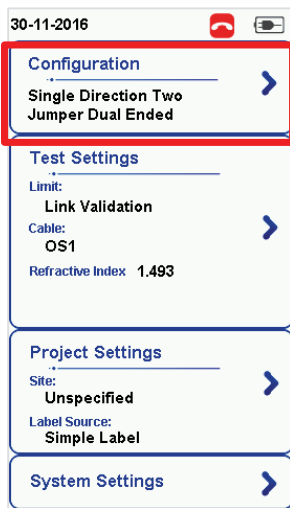 30-11-2016
Configuration
Single Direction Two
Jumper Dual Ended
Test Settings
Limit:
Link Validation
Cable:
OS1
Refractive Index 1.493
Project Settings
Site:
Unspecified
Label Source:
Simple Label
System Settings